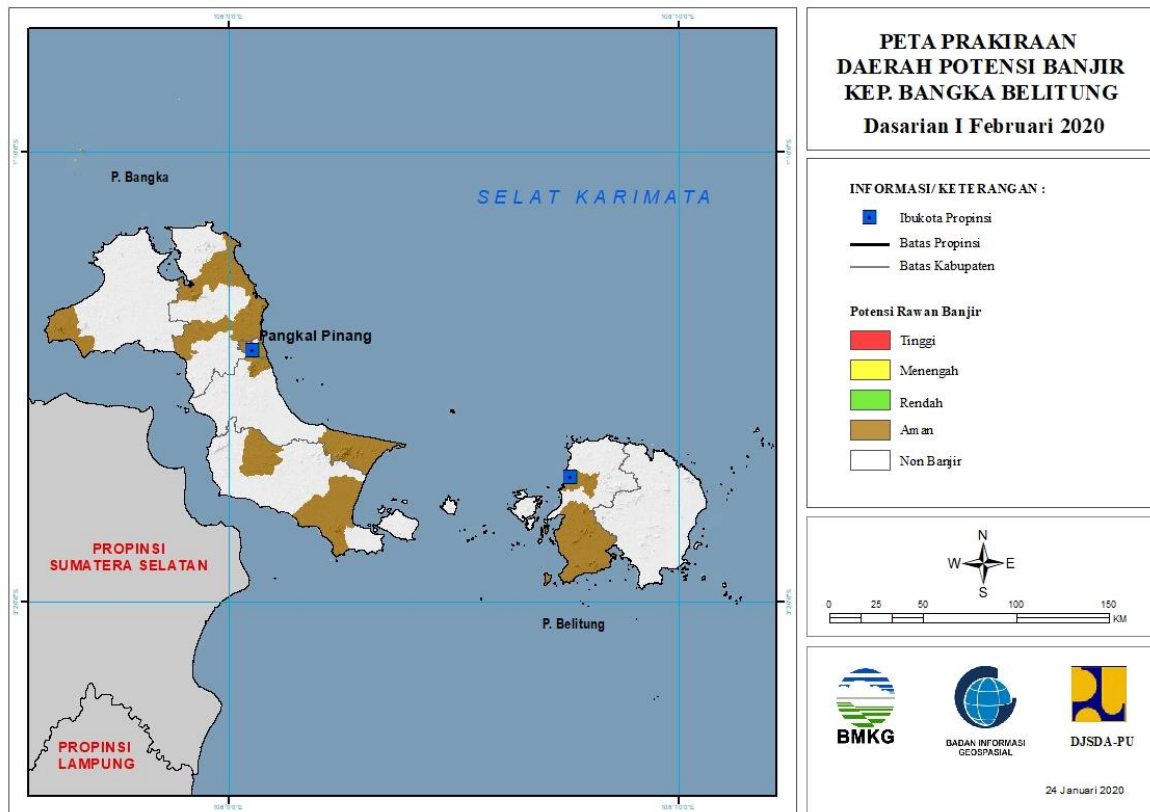 PETA PRAKIRAAN
DAERAH POTENSI BANJIR
KEP. BANGKA BELITUNG
Dasarian I Februari 2020
P. Bangka
SELAT KARIMATA
Pangkal Pinang
PROPINSI
SUMATERA SELATAN
P. Belitung
PROPINSI
LAMPUNG
INFORMASI/ KETERANGAN :
Ibukota Propinsi
Batas Propinsi
Batas Kabupaten
Potensi Rawan Banjir
Tinggi
Menengah
Rendah
Aman
Non Banjir
N
W E
S
0 25 50 100 150
KM
BMKG
BADAN INFORMASI
GEOSPASIAL
DJSDA-PU
24 Januari 2020